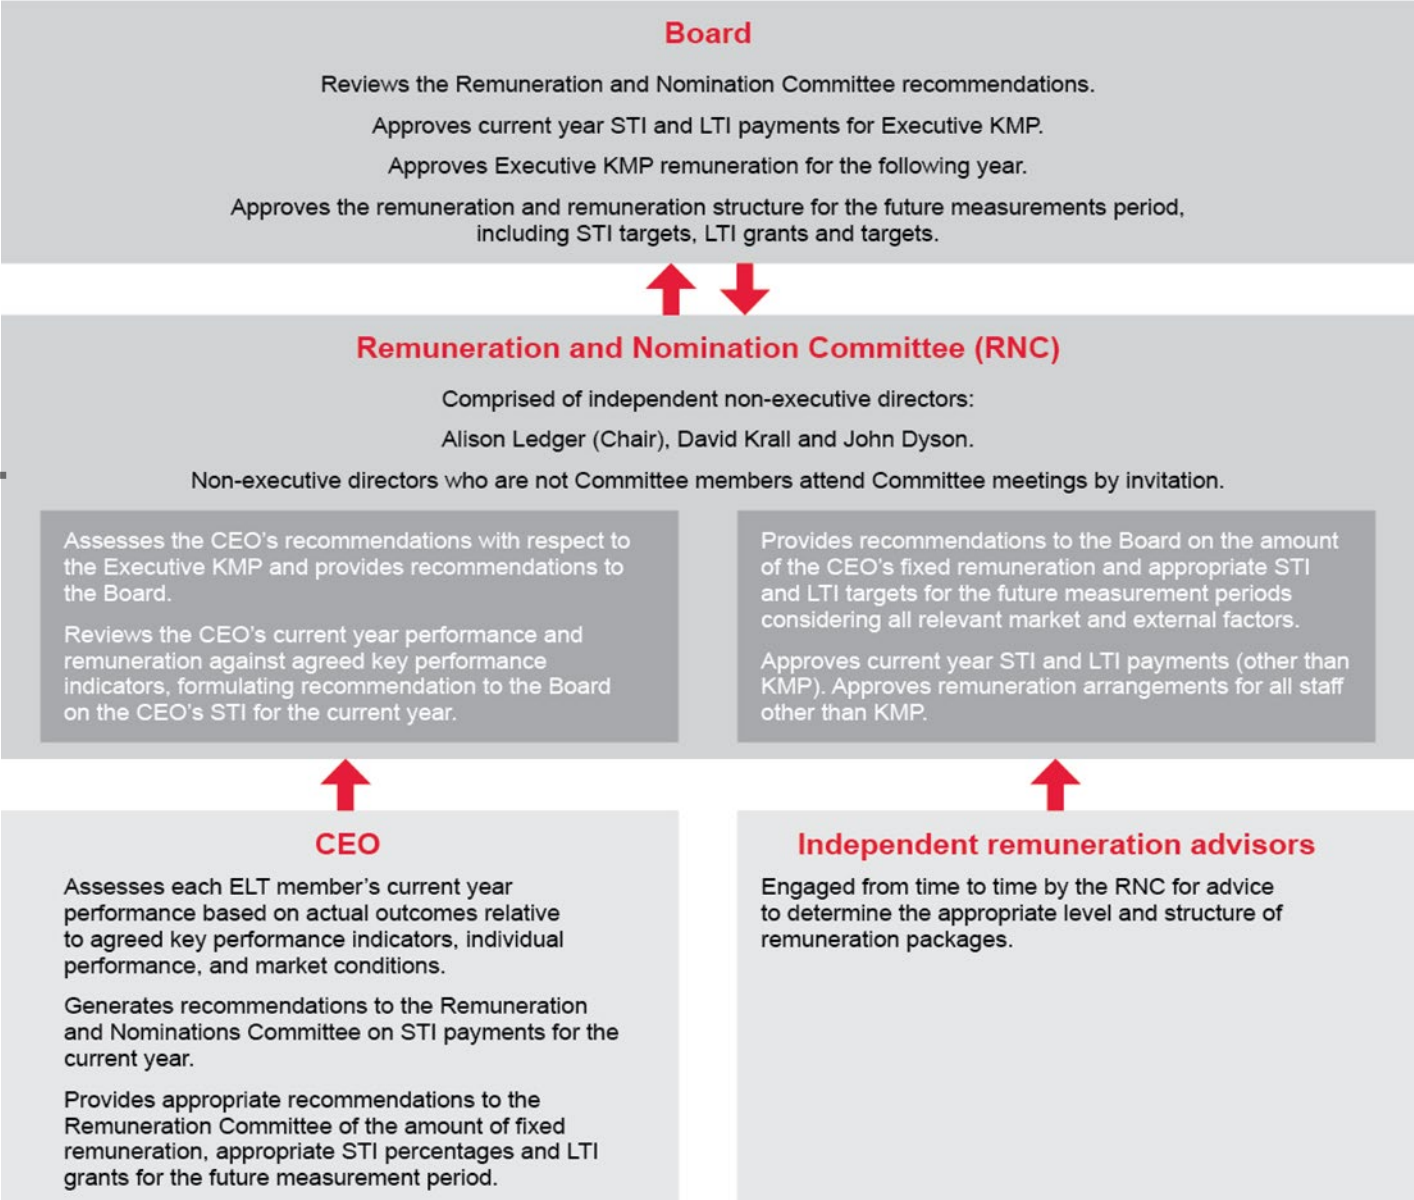 Board
Reviews the Remuneration and Nomination Committee recommendations.
Approves current year STI and LTI payments for Executive KMP.
Approves Executive KMP remuneration for the following year.
Approves the remuneration and remuneration structure for the future measurements period,
including STI targets, LTI grants and targets.
Remuneration and Nomination Committee (RNC)
Comprised of independent non-executive directors:
Alison Ledger (Chair), David Krall and John Dyson.
Non-executive directors who are not Committee members attend Committee meetings by invitation.
Assesses the CEO's recommendations with respect to
the Executive KMP and provides recommendations to
the Board.
Reviews the CEO's current year performance and
remuneration against agreed key performance
indicators, formulating recommendation to the Board
on the CEO's STI for the current year.
Provides recommendations to the Board on the amount
of the CEO's fixed remuneration and appropriate STI
and LTI targets for the future measurement periods
considering all relevant market and external factors.
Approves current year STI and LTI payments (other than
KMP). Approves remuneration arrangements for all staff
other than KMP.
CEO
Assesses each ELT member's current year
performance based on actual outcomes relative
to agreed key performance indicators, individual
performance, and market conditions.
Generates recommendations to the Remuneration
and Nominations Committee on STI payments for the
current year.
Provides appropriate recommendations to the
Remuneration Committee of the amount of fixed
remuneration, appropriate STI percentages and LTI
grants for the future measurement period.
Independent remuneration advisors
Engaged from time to time by the RNC for advice
to determine the appropriate level and structure of
remuneration packages.